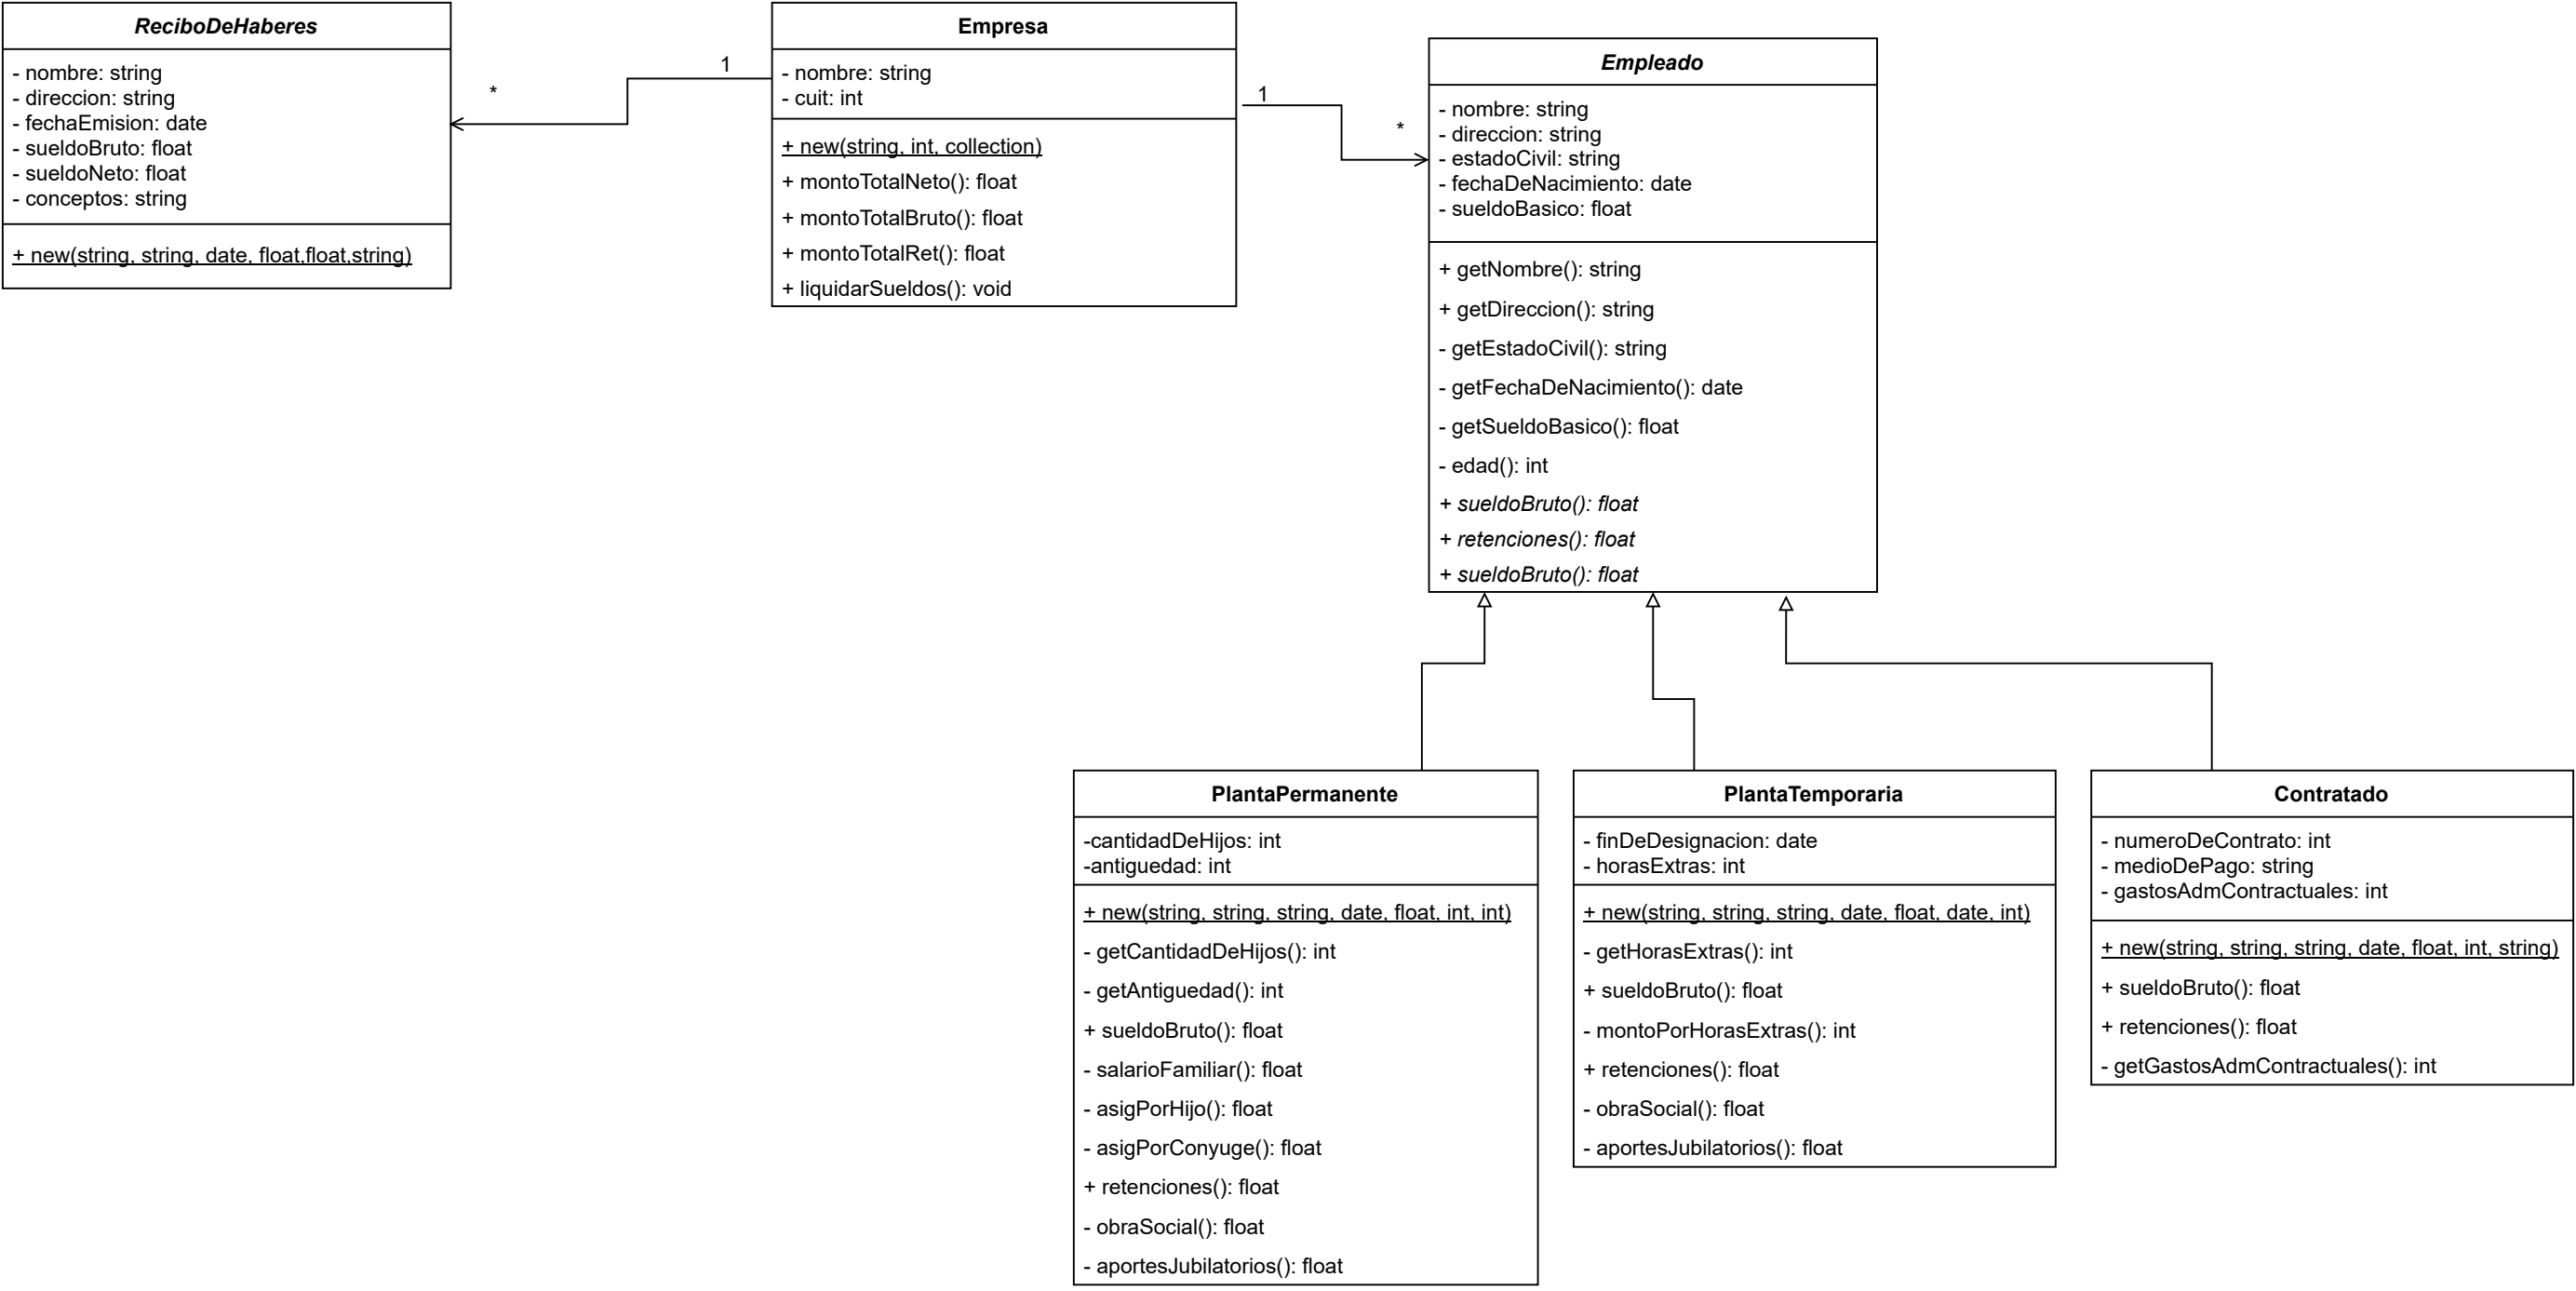 ReciboDeHaberes
- nombre: string
- direccion: string
- fechaEmision: date
- sueldoBruto: float
- sueldoNeto: float
- conceptos: string
+ new(string, string, date, float,float,string)
*
1
Empresa
- nombre: string
- cuit: int
+ new(string, int, collection)
+ montoTotalNeto(): float
+ montoTotalBruto(): float
+ montoTotalRet(): float
+ liquidarSueldos(): void
1
*
Empleado
- nombre: string
- direccion: string
- estadoCivil: string
- fechaDeNacimiento: date
- sueldoBasico: float
+ getNombre(): string
+ getDireccion(): string
- getEstadoCivil(): string
- getFechaDeNacimiento(): date
- getSueldoBasico(): float
- edad(): int
+ sueldoBruto(): float
+ retenciones(): float
+ sueldoBruto(): float
PlantaPermanente
-cantidadDeHijos: int
-antiguedad: int
+ new(string, string, string, date, float, int, int)
- getCantidadDeHijos(): int
- getAntiguedad(): int
+ sueldoBruto(): float
- salarioFamiliar(): float
- asigPorHijo(): float
- asigPorConyuge(): float
+ retenciones(): float
- obraSocial(): float
- aportesJubilatorios(): float
PlantaTemporaria
- finDeDesignacion: date
- horasExtras: int
+ new(string, string, string, date, float, date, int)
- getHorasExtras(): int
+ sueldoBruto(): float
- montoPorHorasExtras(): int
+ retenciones(): float
- obraSocial(): float
- aportesJubilatorios(): float
Contratado
- numeroDeContrato: int
- medioDePago: string
- gastosAdmContractuales: int
+ new(string, string, string, date, float, int, string)
+ sueldoBruto(): float
+ retenciones(): float
- getGastosAdmContractuales(): int